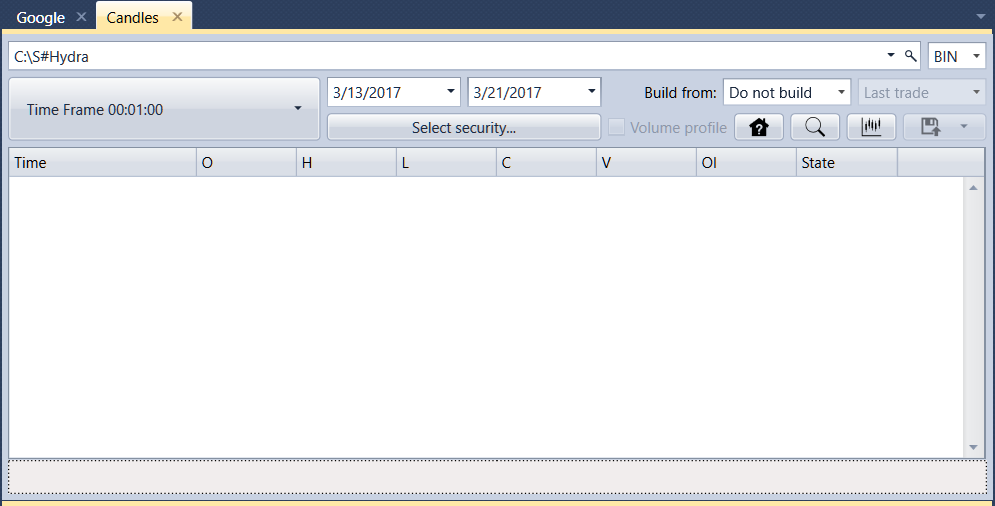 Google Candles
C:\S#Hydra BIN
Time Frame 00:01:00 3/13/2017 3/21/2017 Build from: Do not build Last trade
Select security... Volume profile
Time O H L C V OI State